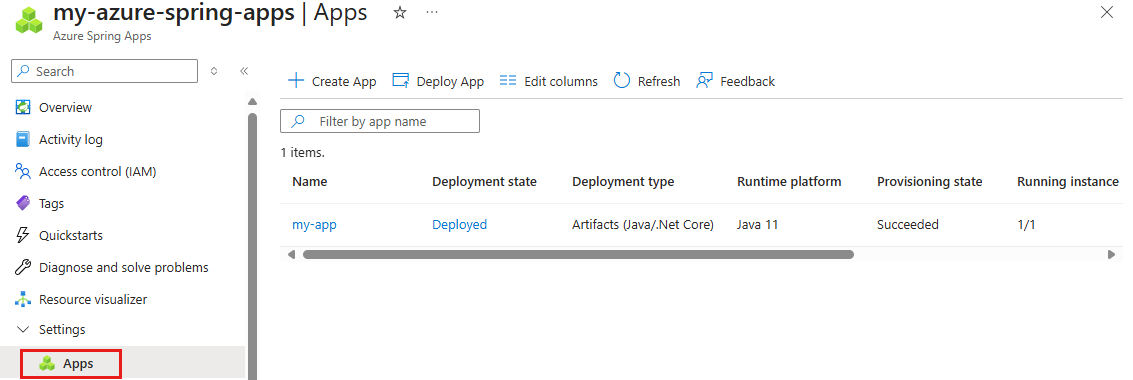 my-azure-spring-apps | Apps
Azure Spring Apps
Search
Overview
Activity log
Access control (IAM)
Tags
Quickstarts
Diagnose and solve problems
Resource visualizer
Settings
Apps
Create App Deploy App Edit columns Refresh Feedback
Filter by app name
1 items.
Name Deployment state Deployment type Runtime platform Provisioning state Running instance
my-app Deployed Artifacts (Java/.Net Core) Java 11 Succeeded 1/1